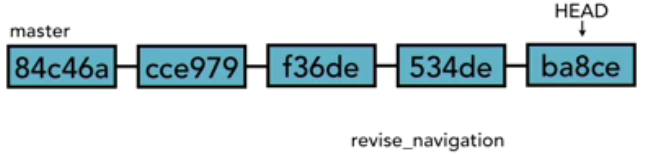 HEAD
master
84c46a cce979 f36de 534de ba8ce
revise_navigation